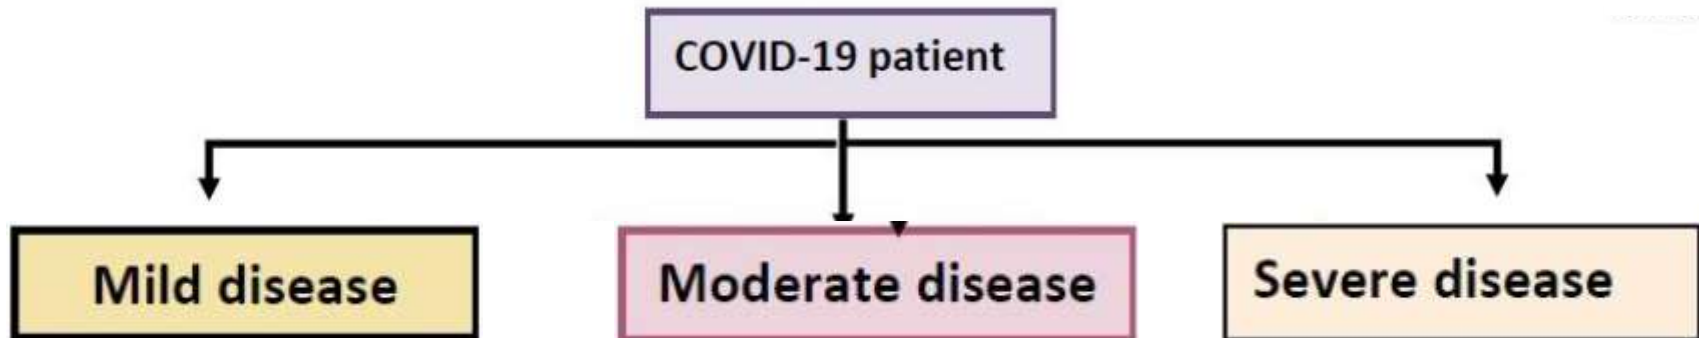 COVID-19 patient
Mild disease
Moderate disease
Severe disease